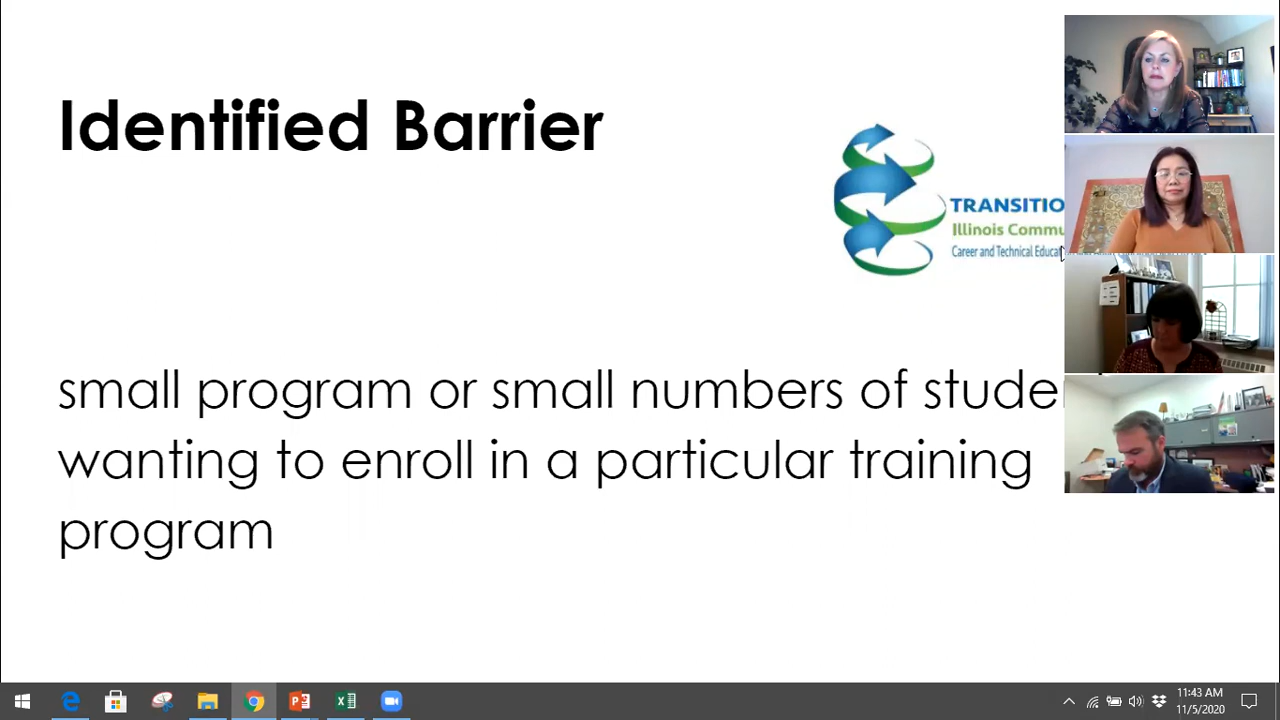 Identified Barrier
TRANSITIO
Illinois Commu
Career and Technical Educa
small program or small numbers of stude
wanting to enroll in a particular training
program
11:43 AM
11/5/2020